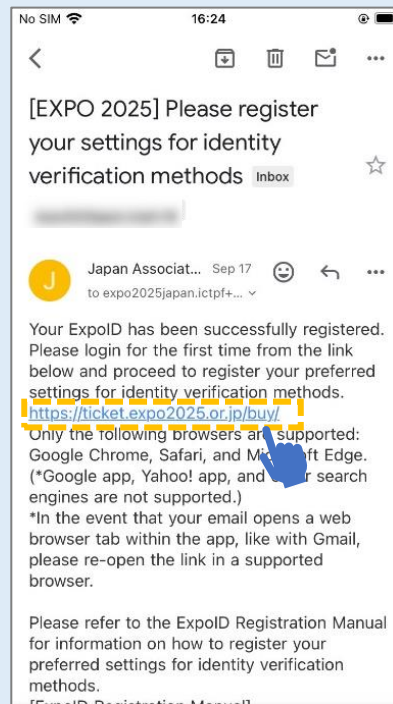 No SIM 16:24
[EXPO 2025] Please register
your settings for identity
verification methods Inbox
J
Japan Associat... Sep 17
to expo2025japan.ictpf+...
Your ExpoID has been successfully registered.
Please login for the first time from the link
below and proceed to register your preferred
settings for identity verification methods.
https://ticket.expo2025.or.jp/buy/
Only the following browsers are supported:
Google Chrome, Safari, and Microsoft Edge.
(*Google app, Yahoo! app, and search
engines are not supported.)
*In the event that your email opens a web
browser tab within the app, like with Gmail,
please re-open the link in a supported
browser.
Please refer to the ExpoID Registration Manual
for information on how to register your
preferred settings for identity verification
methods.
[ExpoID Registration Manual]